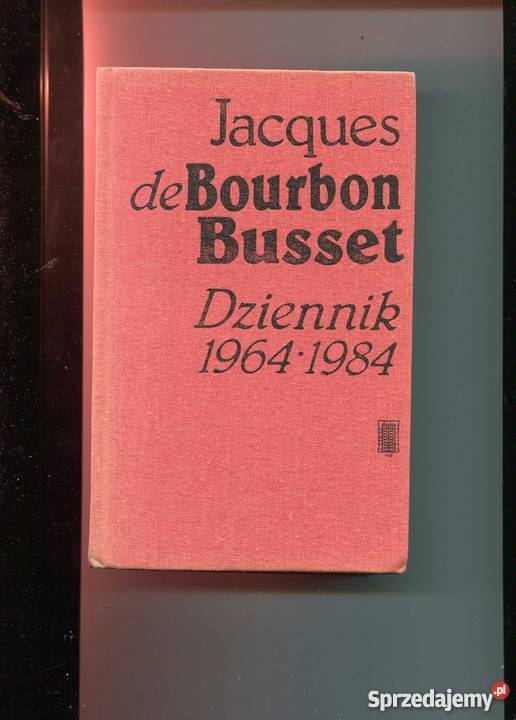 Jacques
de Bourbon
Busset
Dziennik
1964·1984
Sprzedajemy.pl